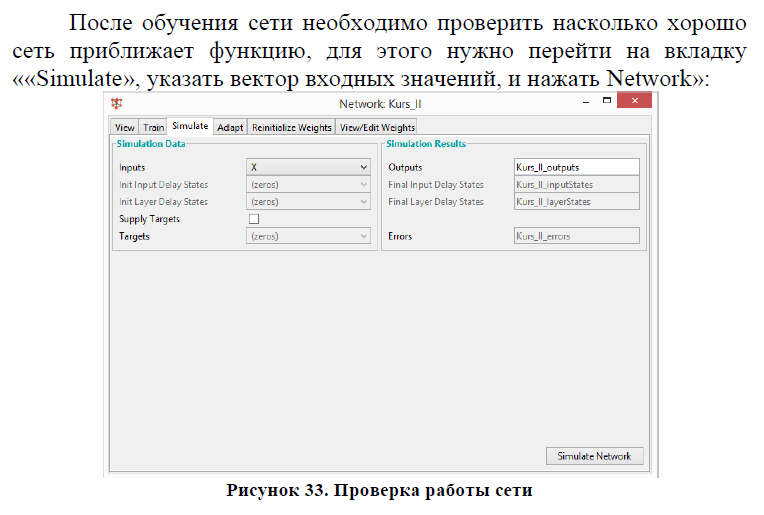 После обучения сети необходимо проверить насколько хорошо
сеть приближает функцию, для этого нужно перейти на вкладку
««Simulate», указать вектор входных значений, и нажать Network»:
Network: Kurs_II
View Train Simulate Adapt Reinitialize Weights View/Edit Weights
Simulation Data
Inputs X
Init Input Delay States (zeros)
Init Layer Delay States (zeros)
Supply Targets
Targets (zeros)
Simulation Results
Outputs Kurs_II_outputs
Final Input Delay States Kurs_II_inputStates
Final Layer Delay States Kurs_II_layerStates
Errors Kurs_II_errors
Simulate Network
Рисунок 33. Проверка работы сети